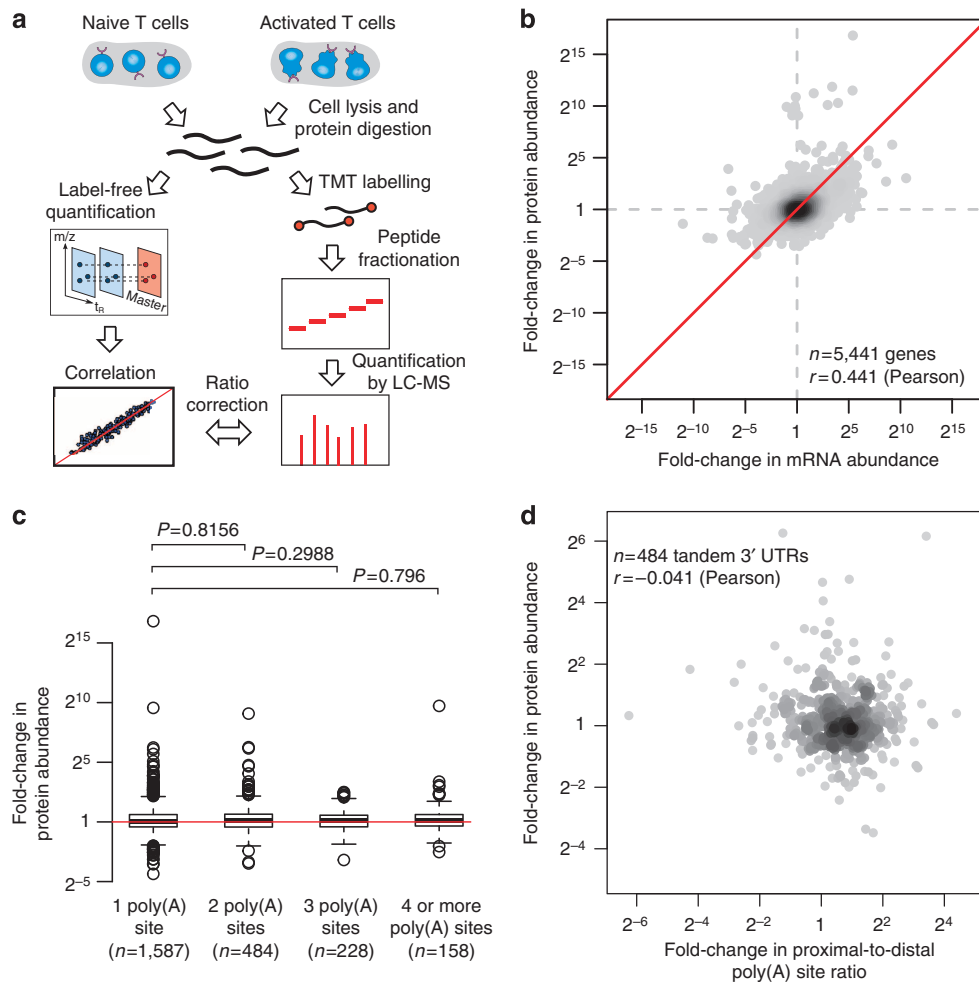 a
Naive T cells
Activated T cells
Cell lysis and
protein digestion
Label-free
quantification
TMT labelling
m/z
t_R
Master
Peptide
fractionation
Correlation
Ratio
correction
Quantification
by LC-MS
b
Fold-change in protein abundance
2^15
2^10
2^5
1
2^−5
2^−10
2^−15
n=5,441 genes
r=0.441 (Pearson)
2^−15 2^−10 2^−5 1 2^5 2^10 2^15
Fold-change in mRNA abundance
c
P=0.8156
P=0.2988
P=0.796
Fold-change in
protein abundance
2^15
2^10
2^5
1
2^−5
1 poly(A)
site
(n=1,587)
2 poly(A)
sites
(n=484)
3 poly(A)
sites
(n=228)
4 or more
poly(A) sites
(n=158)
d
Fold-change in protein abundance
2^6
2^4
2^2
1
2^−2
2^−4
n=484 tandem 3′ UTRs
r=−0.041 (Pearson)
2^−6 2^−4 2^−2 1 2^2 2^4
Fold-change in proximal-to-distal
poly(A) site ratio